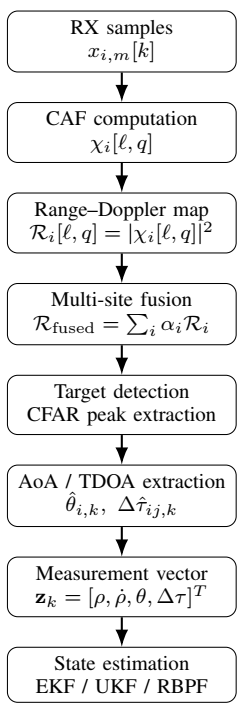 RX samples
x_{i,m}[k]
CAF computation
χ_i[ℓ, q]
Range–Doppler map
ℛ_i[ℓ, q] = |χ_i[ℓ, q]|²
Multi-site fusion
ℛ_fused = ∑_i α_i ℛ_i
Target detection
CFAR peak extraction
AoA / TDOA extraction
θ̂_{i,k}, Δτ̂_{ij,k}
Measurement vector
𝐳_k = [ρ, ρ̇, θ, Δτ]^T
State estimation
EKF / UKF / RBPF